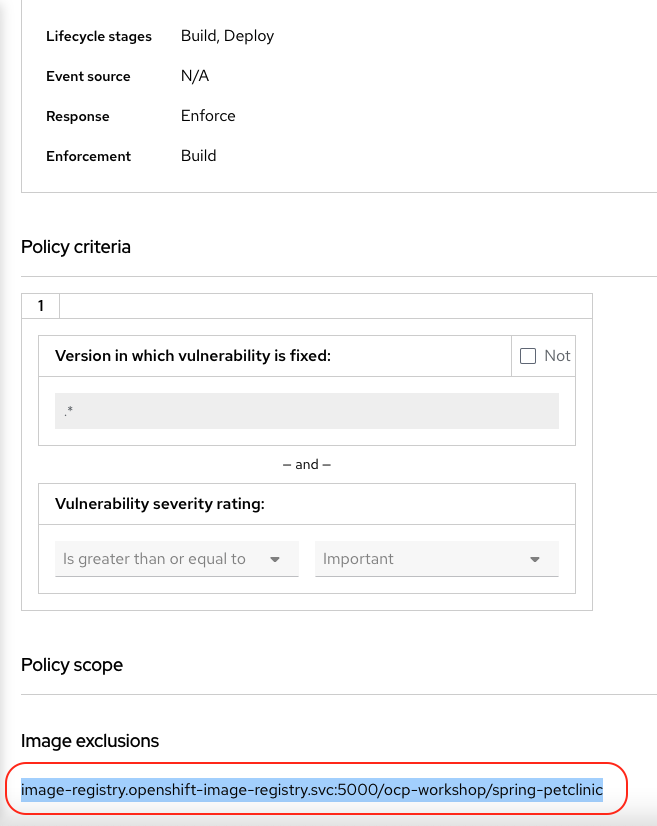 Lifecycle stages Build, Deploy
Event source N/A
Response Enforce
Enforcement Build
Policy criteria
1
Version in which vulnerability is fixed: Not
.*
— and —
Vulnerability severity rating:
Is greater than or equal to Important
Policy scope
Image exclusions
image-registry.openshift-image-registry.svc:5000/ocp-workshop/spring-petclinic